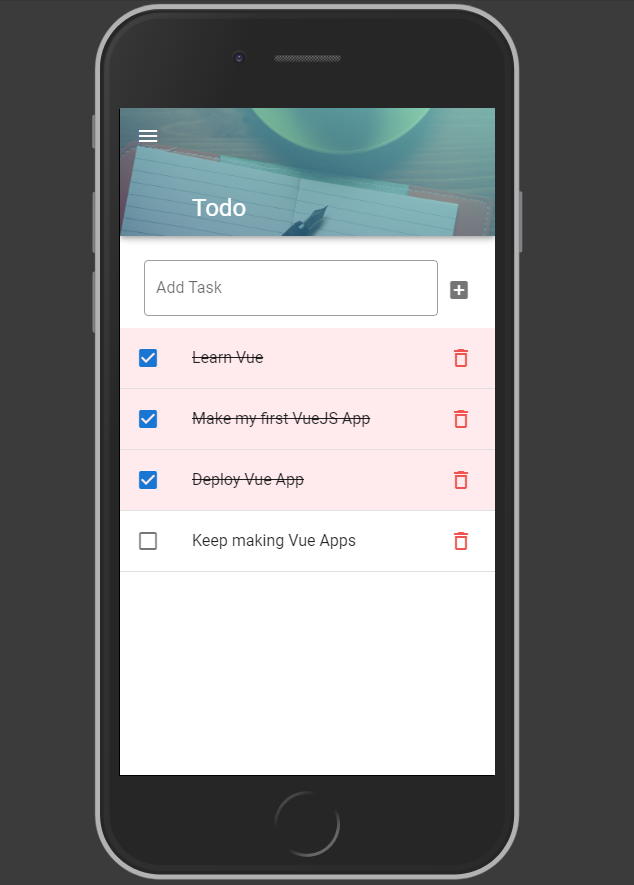 Todo
Add Task
Learn Vue
Make my first VueJS App
Deploy Vue App
Keep making Vue Apps